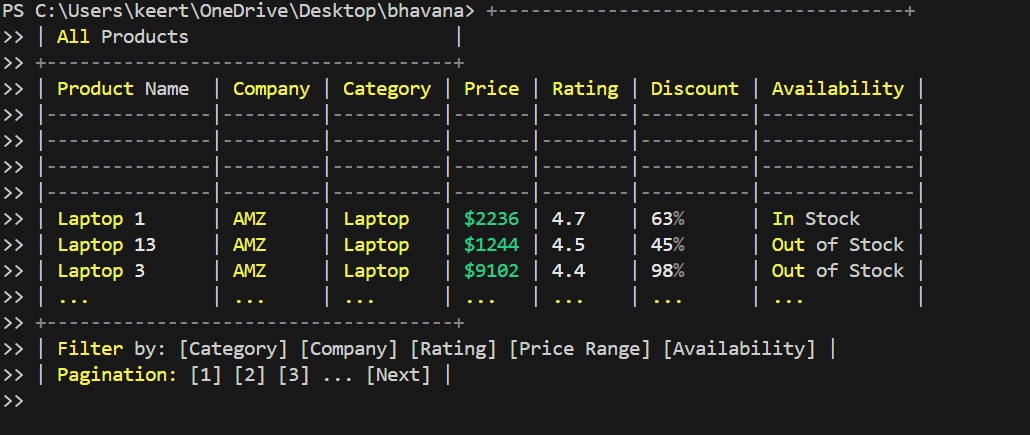 PS C:\Users\keert\OneDrive\Desktop\bhavana> +-------------------------------------+
>> | All Products                        |
>> +-------------------------------------+
>> | Product Name  | Company | Category | Price | Rating | Discount | Availability |
>> |---------------|---------|----------|-------|--------|----------|--------------|
>> |---------------|---------|----------|-------|--------|----------|--------------|
>> |---------------|---------|----------|-------|--------|----------|--------------|
>> |---------------|---------|----------|-------|--------|----------|--------------|
>> | Laptop 1      | AMZ     | Laptop   | $2236 | 4.7    | 63%      | In Stock     |
>> | Laptop 13     | AMZ     | Laptop   | $1244 | 4.5    | 45%      | Out of Stock |
>> | Laptop 3      | AMZ     | Laptop   | $9102 | 4.4    | 98%      | Out of Stock |
>> | ...           | ...     | ...      | ...   | ...    | ...      | ...          |
>> +-------------------------------------+
>> | Filter by: [Category] [Company] [Rating] [Price Range] [Availability] |
>> | Pagination: [1] [2] [3] ... [Next] |
>>